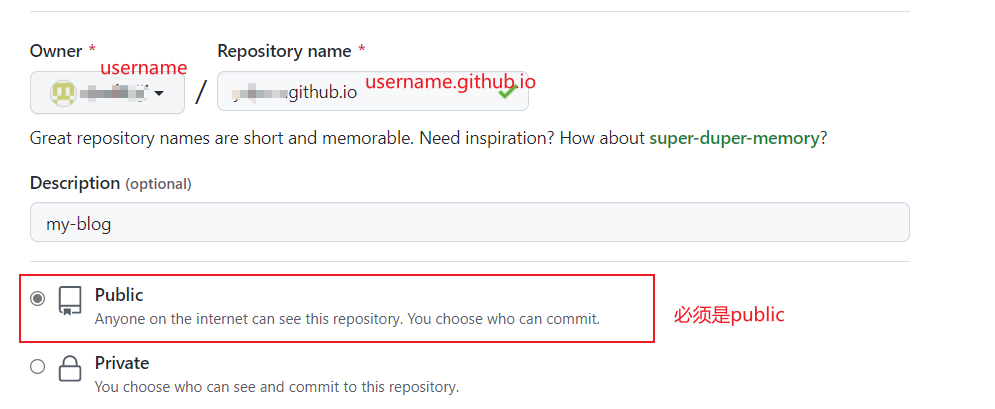 Owner *
Repository name *
username
username.github.io
/
github.io
Great repository names are short and memorable. Need inspiration? How about super-duper-memory?
Description (optional)
my-blog
Public
Anyone on the internet can see this repository. You choose who can commit.
必须是public
Private
You choose who can see and commit to this repository.